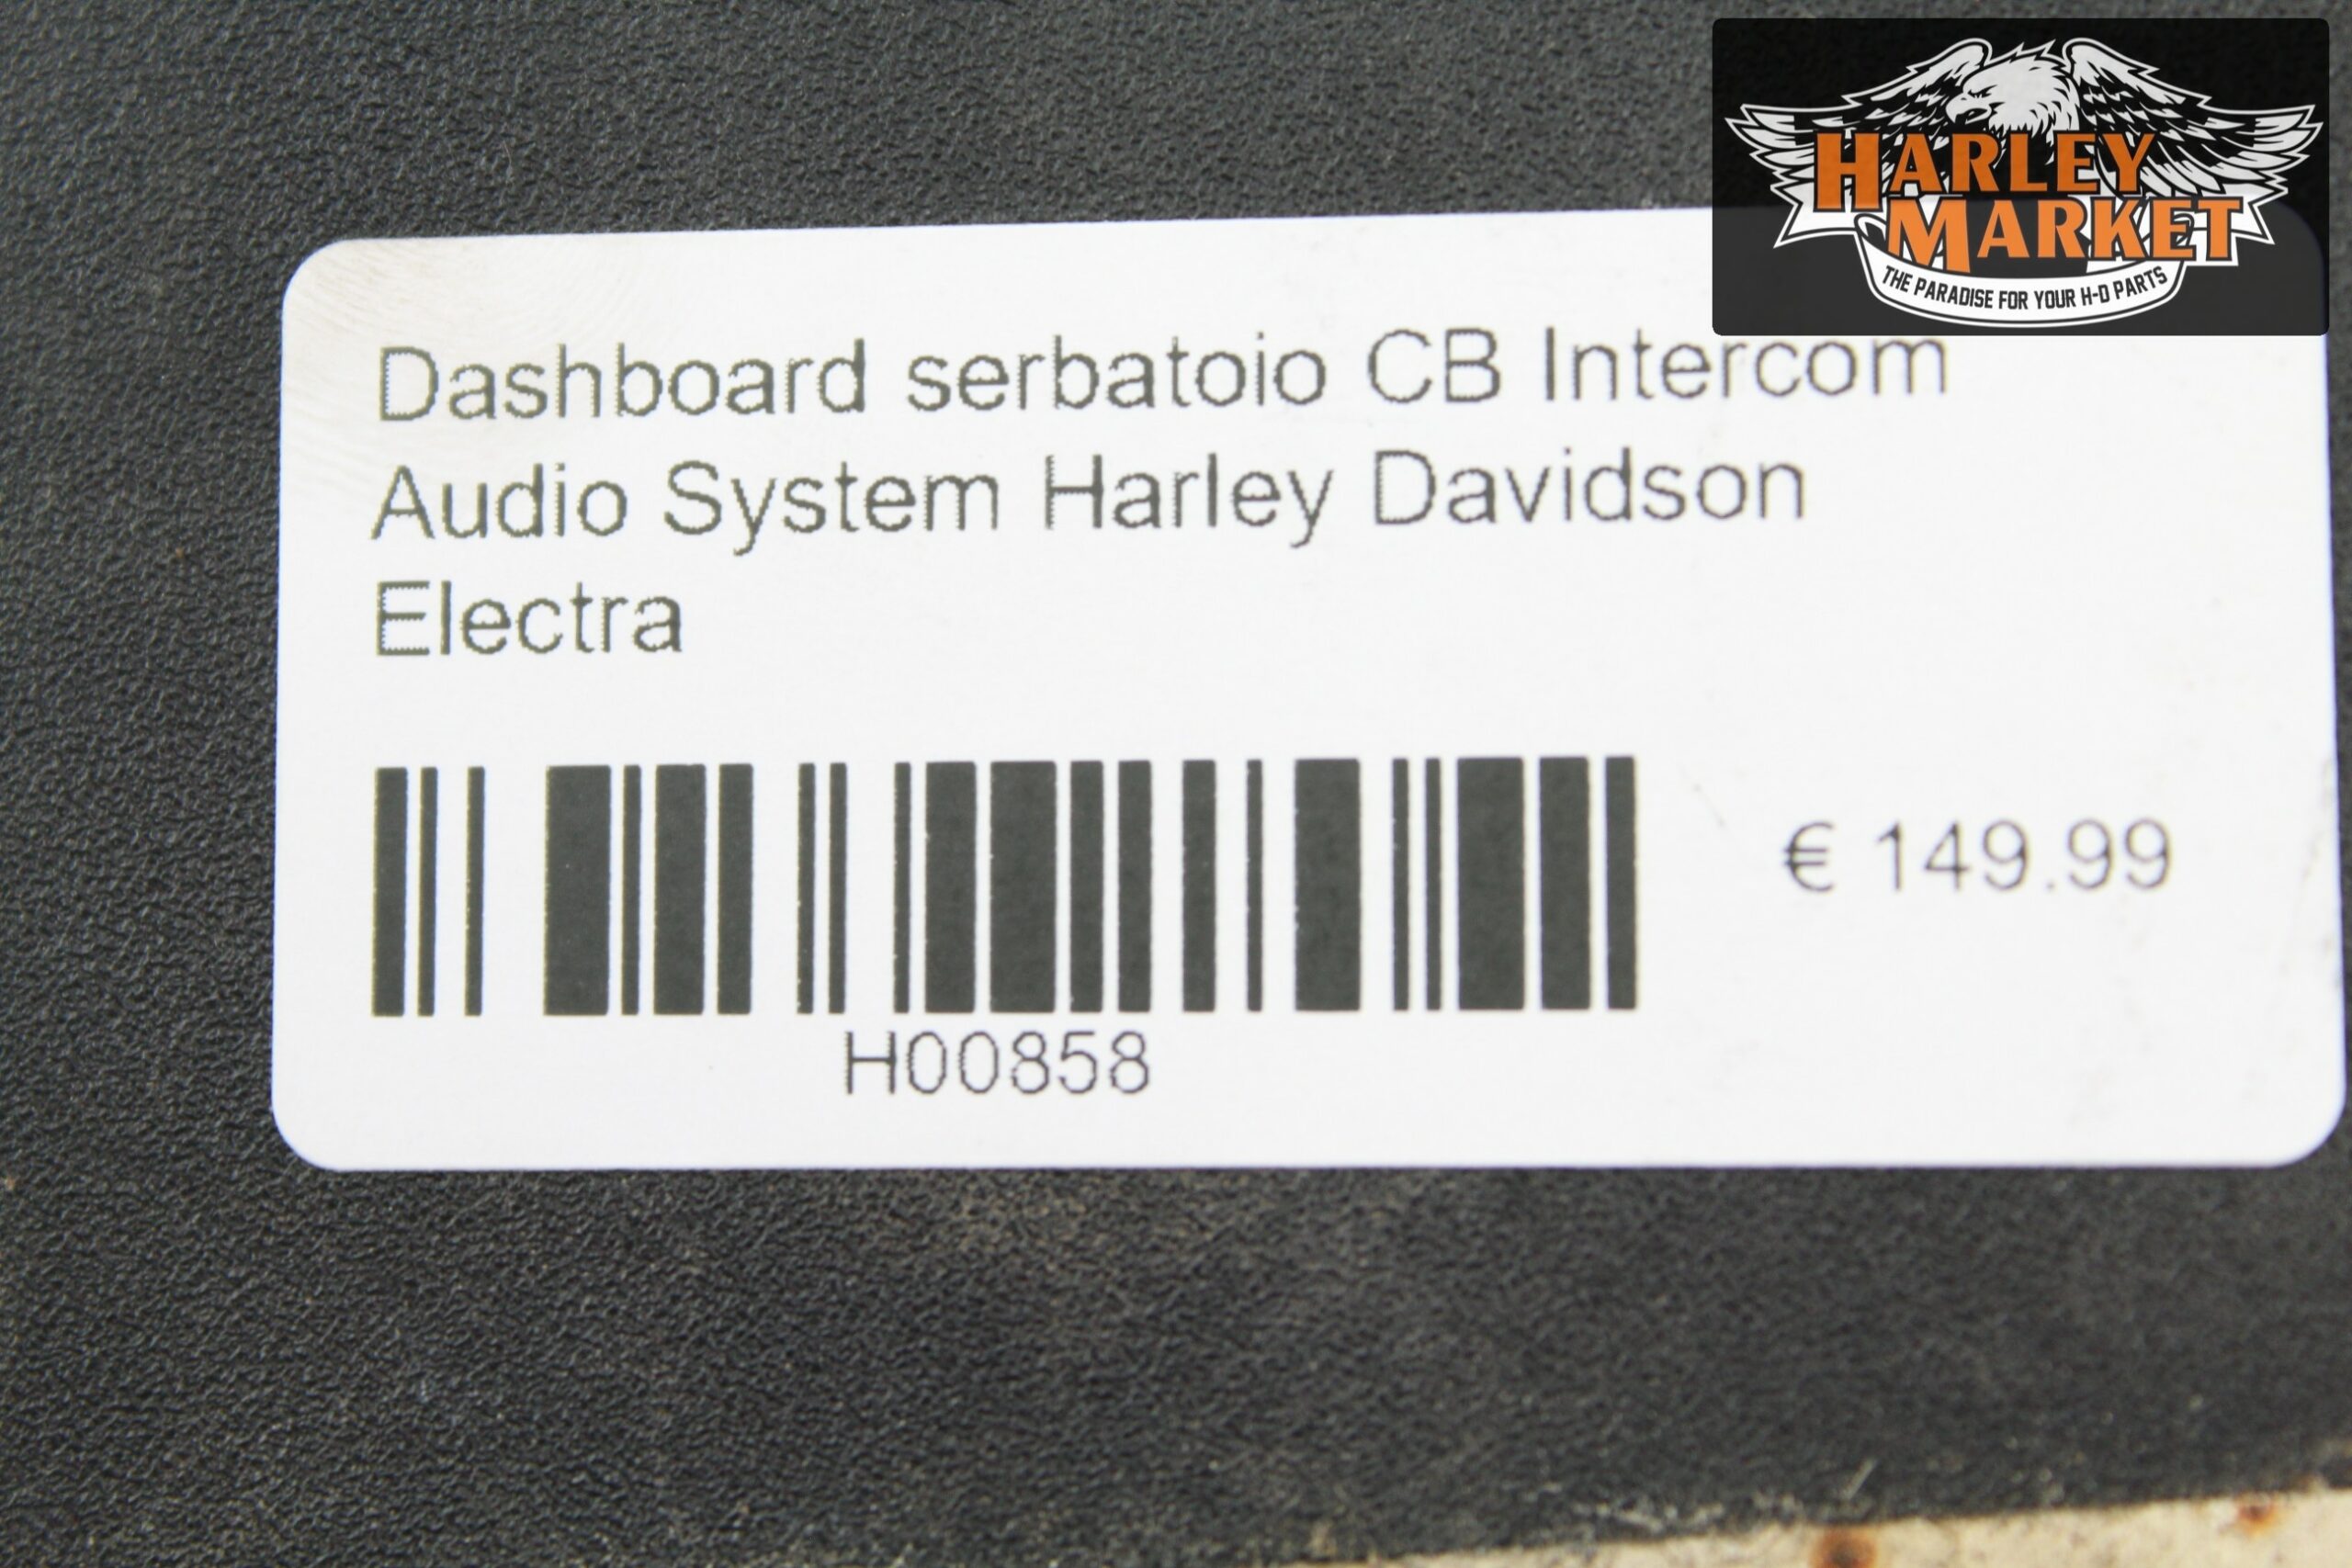 HARLEY
MARKET
THE PARADISE FOR YOUR H-D PARTS
Dashboard serbatoio CB Intercom
Audio System Harley Davidson
Electra
€ 149.99
H00858